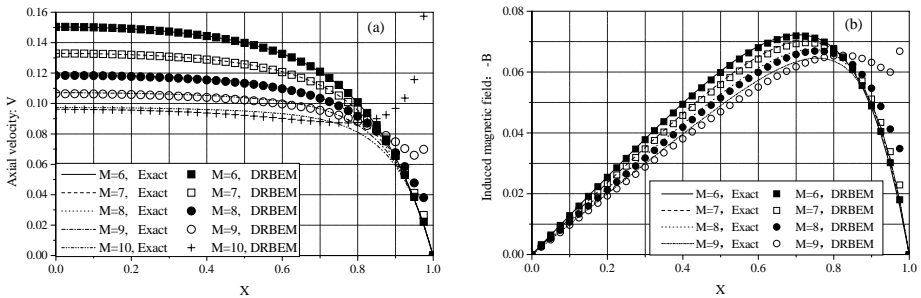 (a)
Axial velocity: V
0.16
0.14
0.12
0.10
0.08
0.06
0.04
0.02
0.00
M=6, Exact M=6, DRBEM
M=7, Exact M=7, DRBEM
M=8, Exact M=8, DRBEM
M=9, Exact M=9, DRBEM
M=10, Exact M=10, DRBEM
0.0 0.2 0.4 0.6 0.8 1.0
X
(b)
Induced magnetic field: -B
0.08
0.06
0.04
0.02
0.00
M=6, Exact M=6, DRBEM
M=7, Exact M=7, DRBEM
M=8, Exact M=8, DRBEM
M=9, Exact M=9, DRBEM
0.0 0.2 0.4 0.6 0.8 1.0
X